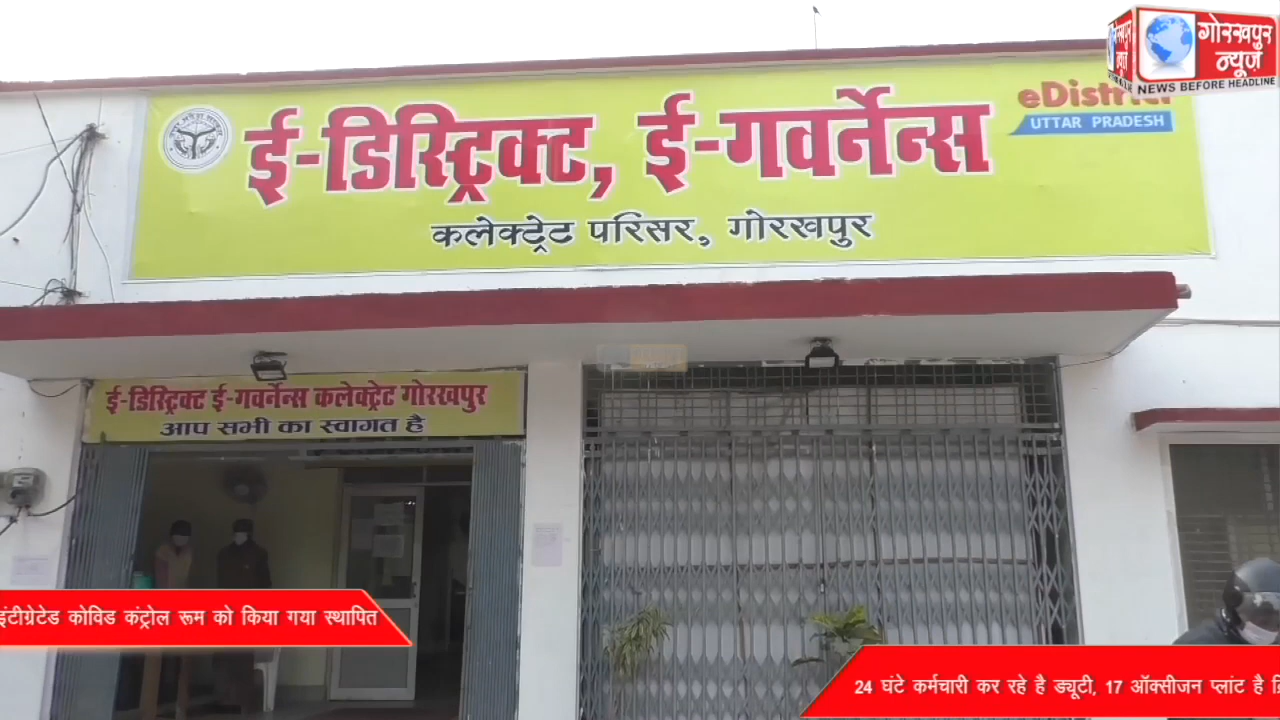 गोरखपुर
न्यूज़
NEWS BEFORE HEADLINE
eDistrict
UTTAR PRADESH
ई-डिस्ट्रिक्ट, ई-गवर्नेन्स
कलेक्ट्रेट परिसर, गोरखपुर
ई-डिस्ट्रिक्ट ई-गवर्नेन्स कलेक्ट्रेट गोरखपुर
आप सभी का स्वागत है
इंटीग्रेटेड कोविड कंट्रोल रूम को किया गया स्थापित
24 घंटे कर्मचारी कर रहे है ड्यूटी, 17 ऑक्सीजन प्लांट है